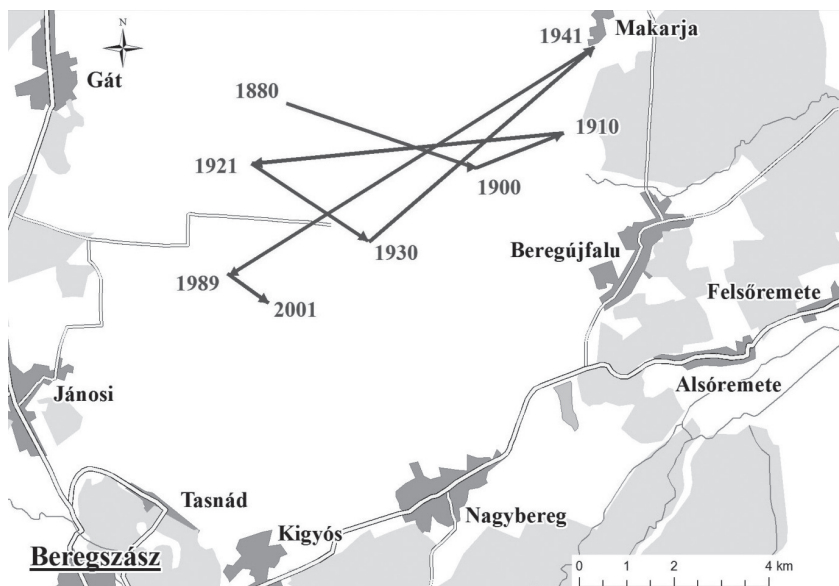 N
Makarja
1941
Gát
1880
1910
1921
1900
1930
Beregújfalu
1989
2001
Felsőremete
Alsóremete
Jánosi
Tasnád
Nagybereg
Kigyós
Beregszász
0 1 2 4 km